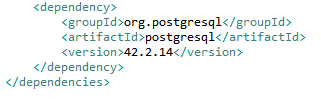 <dependency>
<groupId>org.postgresql</groupId>
<artifactId>postgresql</artifactId>
<version>42.2.14</version>
</dependency>
</dependencies>